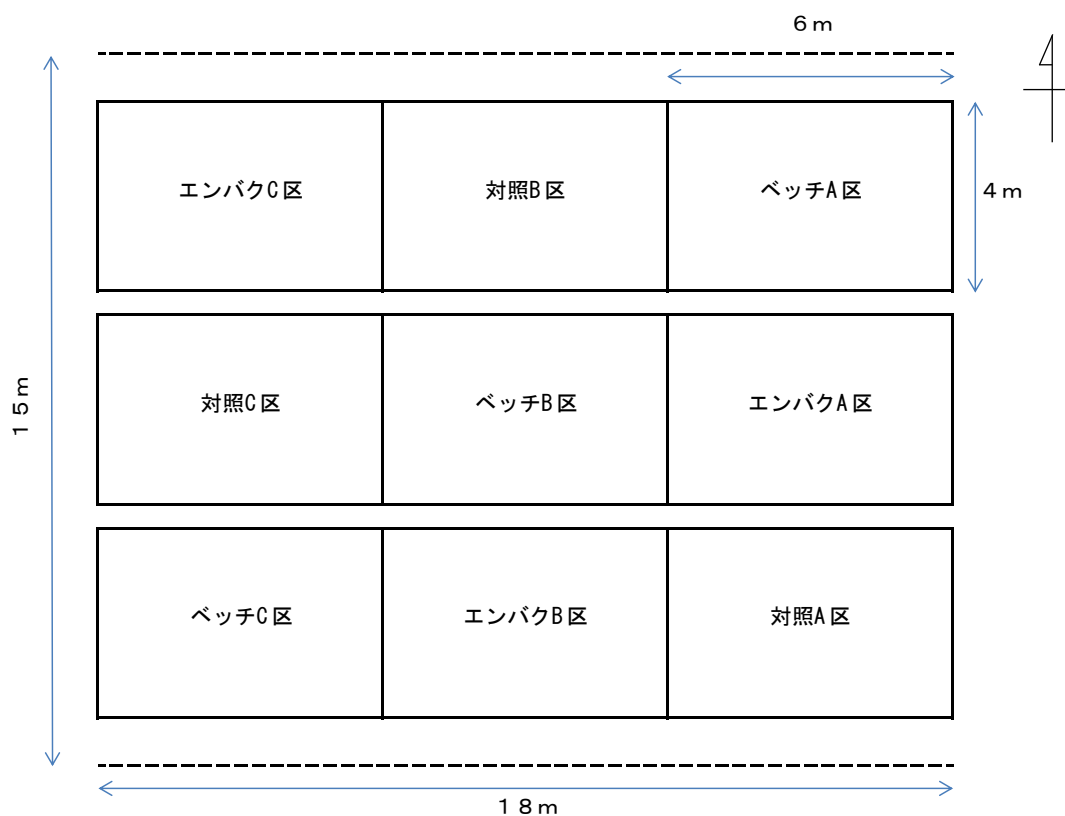 6m
エンバクC区
対照B区
ベッチA区
4m
15m
対照C区
ベッチB区
エンバクA区
ベッチC区
エンバクB区
対照A区
18m